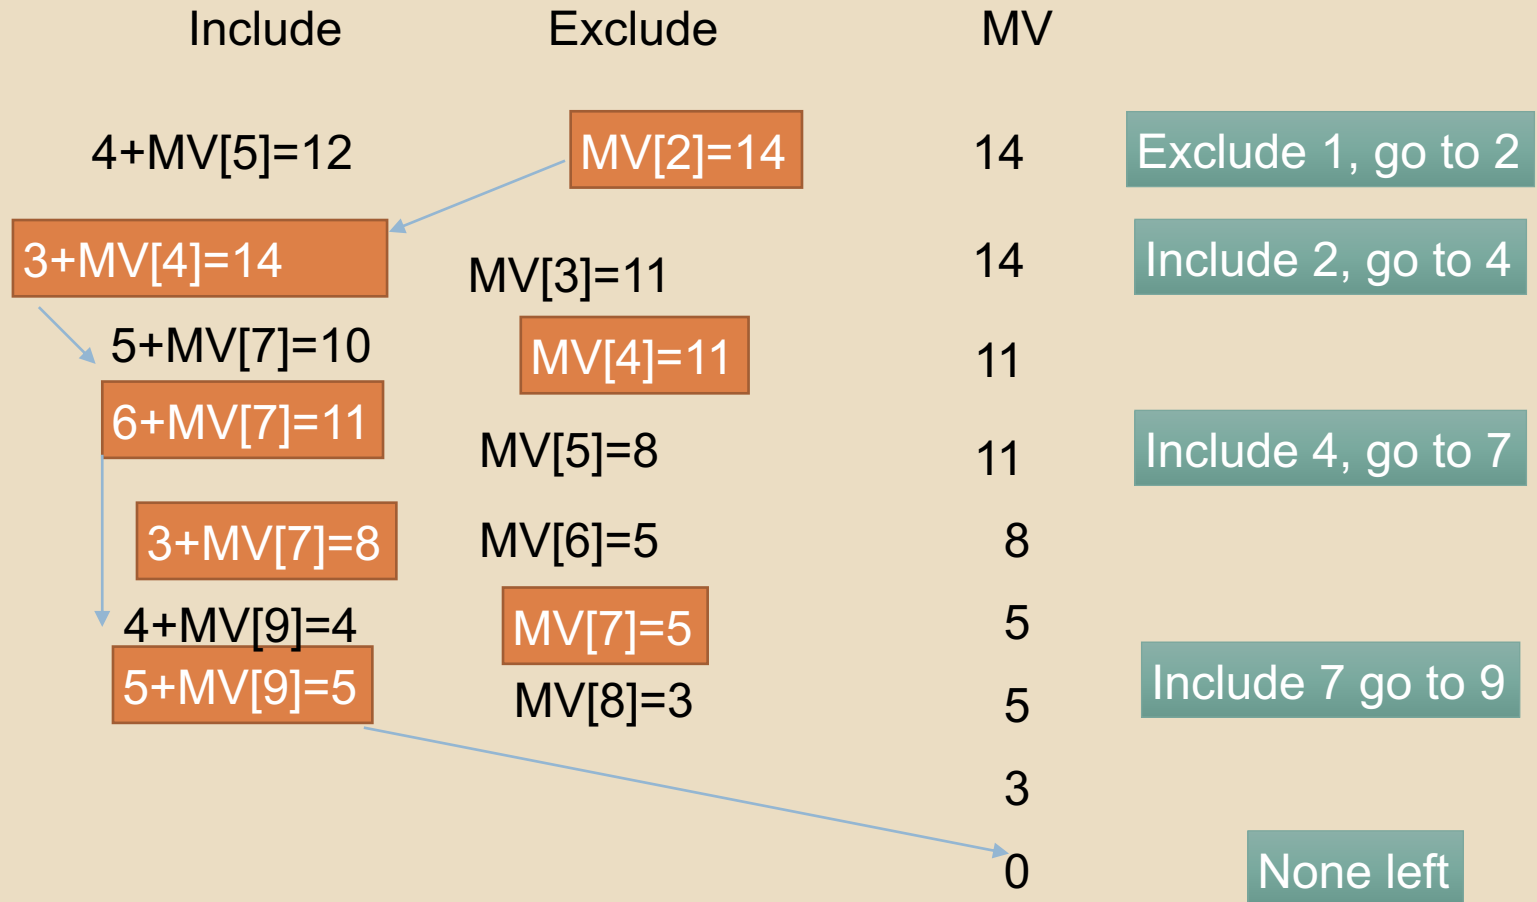 Include Exclude MV
4+MV[5]=12 MV[2]=14 14 Exclude 1, go to 2
3+MV[4]=14 MV[3]=11 14 Include 2, go to 4
5+MV[7]=10 MV[4]=11 11
6+MV[7]=11 MV[5]=8 11 Include 4, go to 7
3+MV[7]=8 MV[6]=5 8
4+MV[9]=4 MV[7]=5 5
5+MV[9]=5 MV[8]=3 5 Include 7 go to 9
3
0 None left